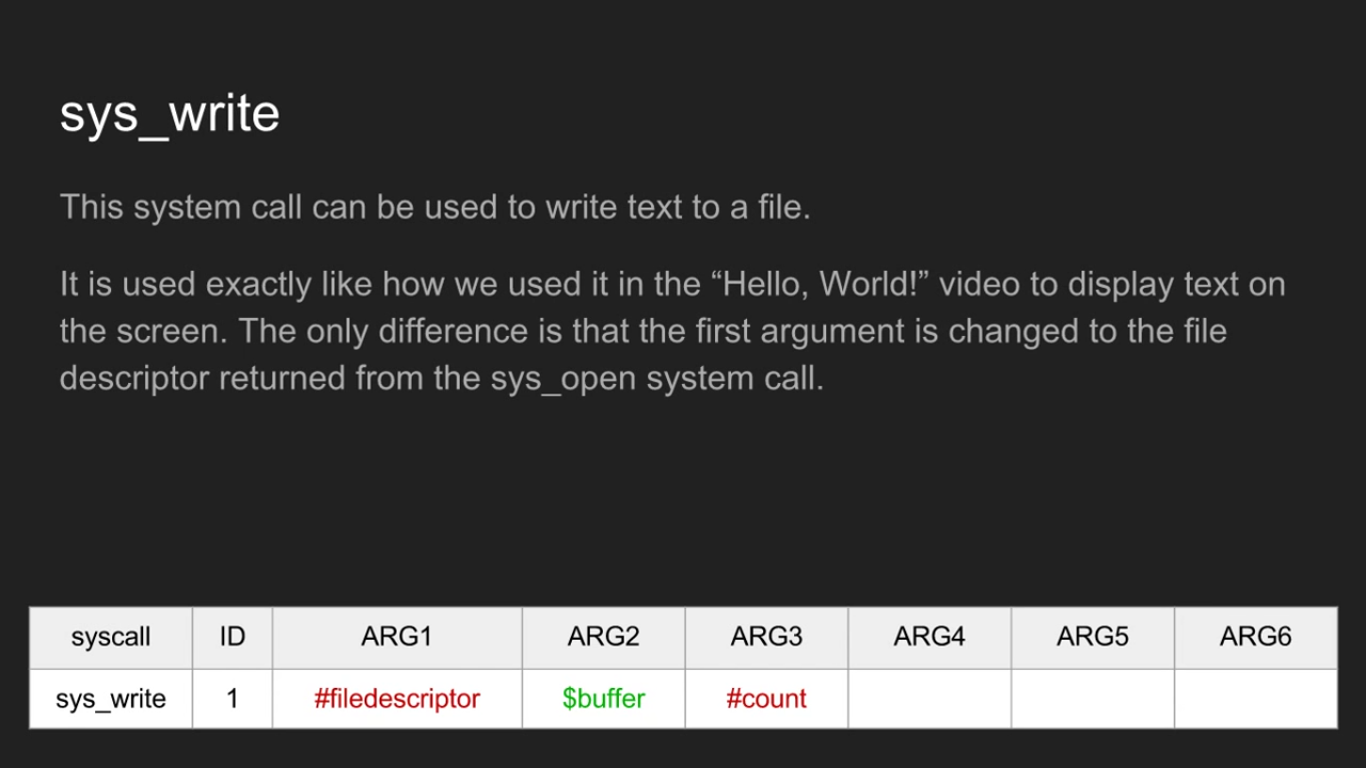 sys_write
This system call can be used to write text to a file.
It is used exactly like how we used it in the “Hello, World!” video to display text on
the screen. The only difference is that the first argument is changed to the file
descriptor returned from the sys_open system call.
syscall ID ARG1 ARG2 ARG3 ARG4 ARG5 ARG6
sys_write 1 #filedescriptor $buffer #count